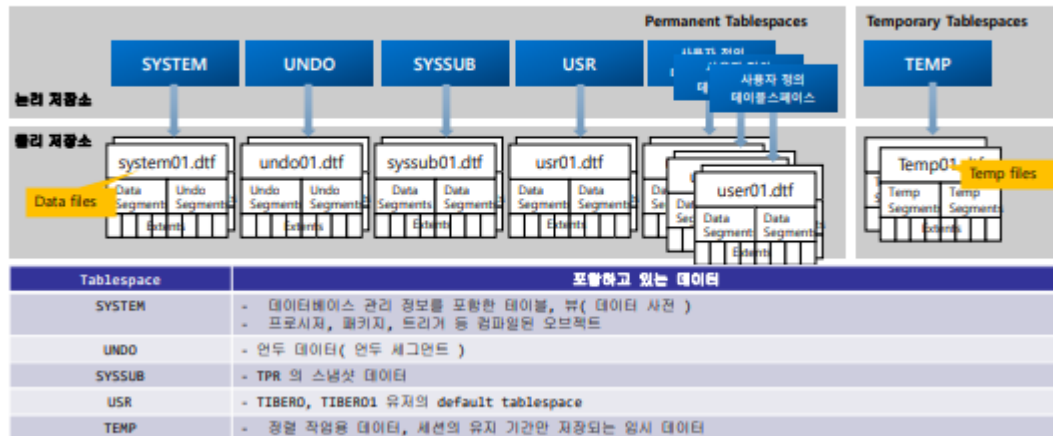 Permanent Tablespaces
Temporary Tablespaces
SYSTEM
UNDO
SYSSUB
USR
사용자 정의
사용자 정의
테이블스페이스
TEMP
논리 저장소
물리 저장소
system01.dtf
undo01.dtf
syssub01.dtf
usr01.dtf
user01.dtf
Temp01.dtf
Data files
Temp files
Data Segments
Undo Segments
Extents
Undo Segments
Undo Segments
Extents
Data Segments
Data Segments
Extents
Data Segments
Data Segments
Extents
Data Segments
Data Segments
Extents
Temp Segments
Temp Segments
Extents
Tablespace 포함하고 있는 데이터
SYSTEM - 데이터베이스 관리 정보를 포함한 테이블, 뷰( 데이터 사전 )
- 프로시저, 패키지, 트리거 등 컴파일된 오브젝트
UNDO - 언두 데이터( 언두 세그먼트 )
SYSSUB - TPR 의 스냅샷 데이터
USR - TIBERO, TIBERO1 유저의 default tablespace
TEMP - 정렬 작업용 데이터, 세션의 유지 기간만 저장되는 임시 데이터